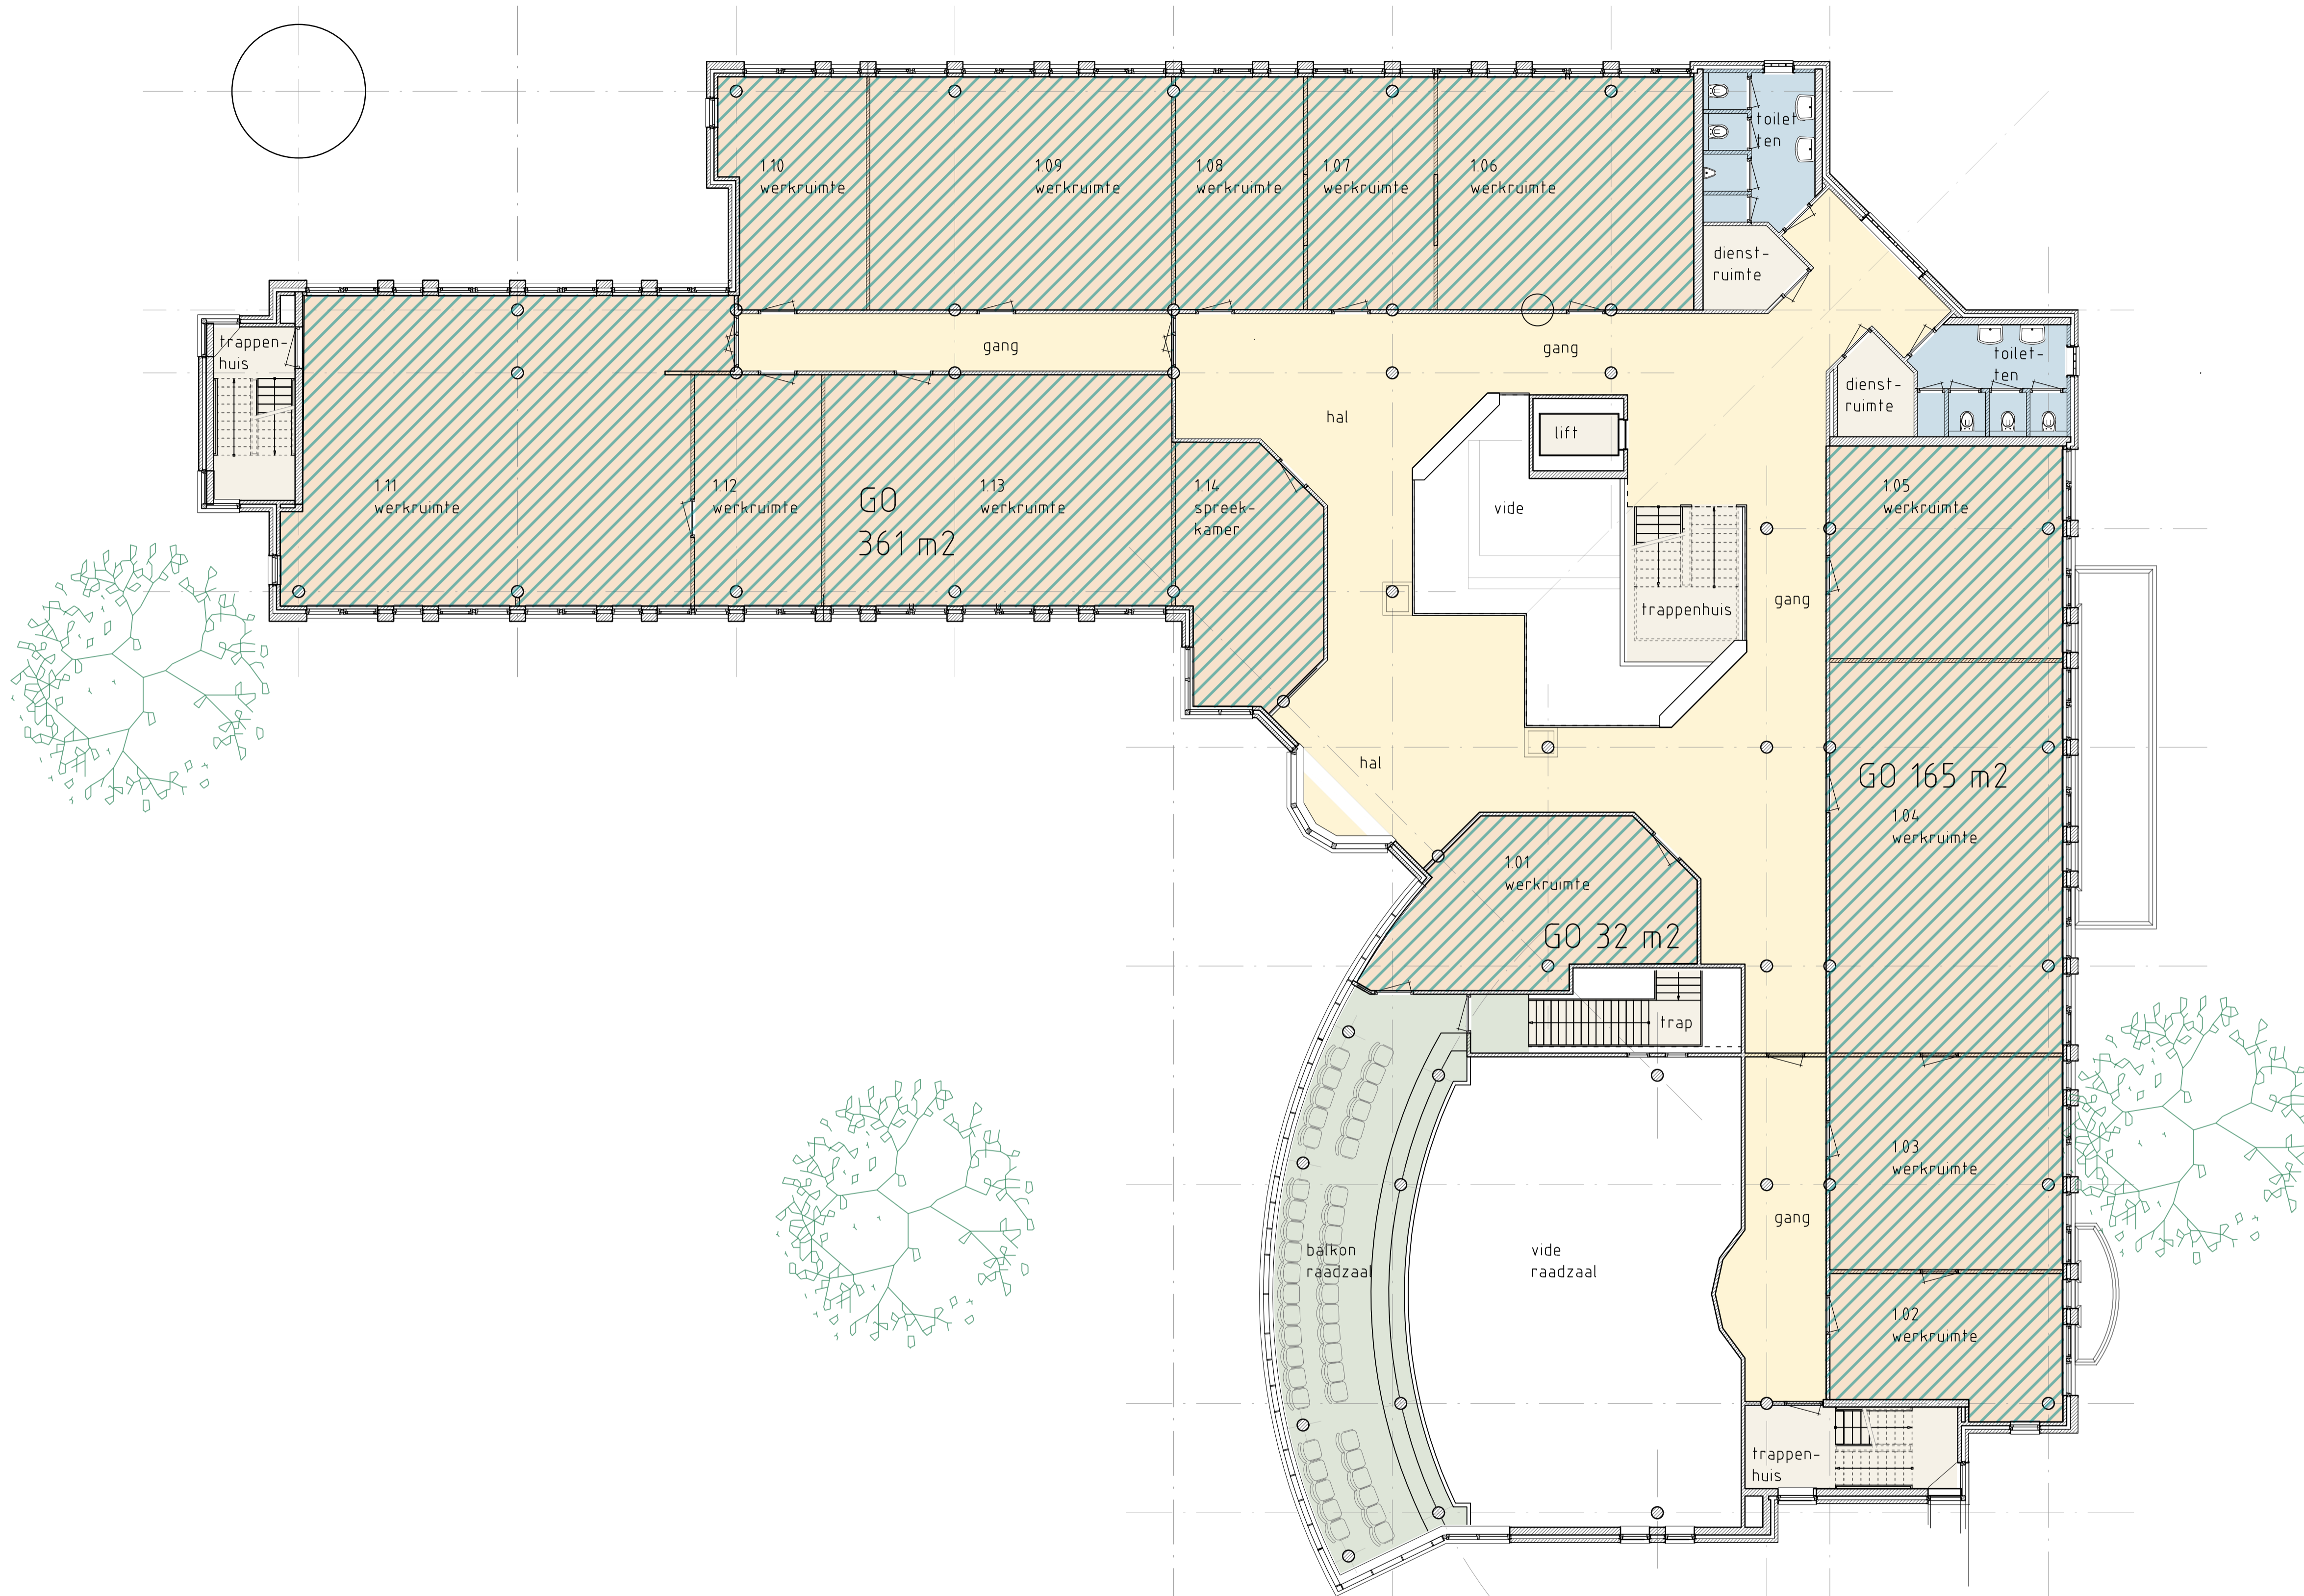 1.10
werkruimte
1.09
werkruimte
1.08
werkruimte
1.07
werkruimte
1.06
werkruimte
toilet-
ten
dienst-
ruimte
trappen-
huis
gang
gang
toilet-
ten
dienst-
ruimte
hal
lift
1.11
werkruimte
1.12
werkruimte
GO
361 m2
1.13
werkruimte
1.14
spreek-
kamer
vide
1.05
werkruimte
trappenhuis
gang
hal
GO 165 m2
1.04
werkruimte
1.01
werkruimte
GO 32 m2
trap
1.03
werkruimte
gang
balkon
raadzaal
vide
raadzaal
1.02
werkruimte
trappen-
huis